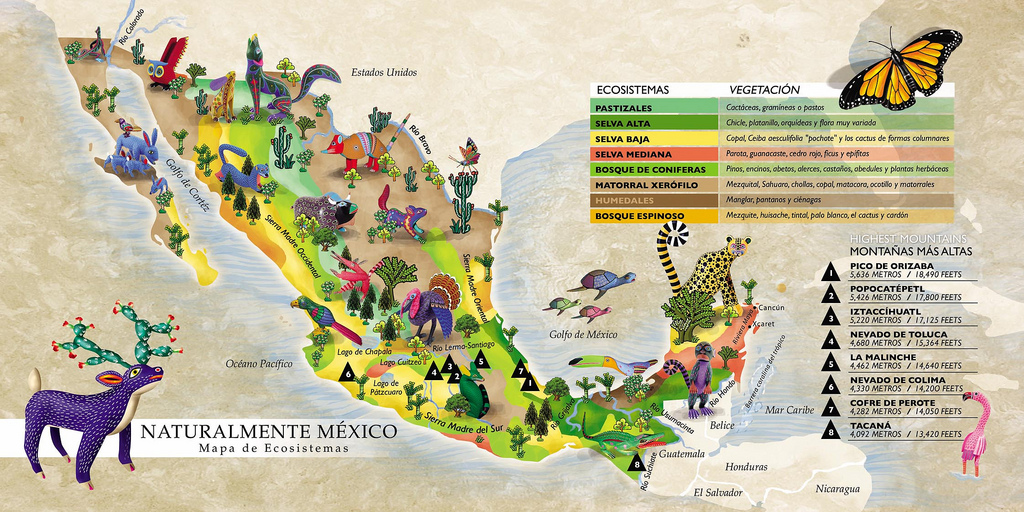 Río Colorado
Estados Unidos
Río Bravo
Golfo de Cortéz
Sierra Madre Occidental
Sierra Madre Oriental
Golfo de México
Océano Pacífico
Lago de Chapala
Río Lerma-Santiago
Lago Cuitzeo
Lago de
Pátzcuaro
Sierra Madre del Sur
6
4
3
2
5
7
1
8
Río Grijalva
Río Usumacinta
Río Suchiate
Río Hondo
Riviera Maya
Cancún
Xcaret
Barrera coralina del trópico
Mar Caribe
Belice
Guatemala
Honduras
El Salvador
Nicaragua
ECOSISTEMAS VEGETACIÓN
PASTIZALES Cactáceas, gramíneas o pastos
SELVA ALTA Chicle, platanillo, orquídeas y flora muy variada
SELVA BAJA Copal, Ceiba aesculifolia "pochote" y los cactus de formas columnares
SELVA MEDIANA Parota, guanacaste, cedro rojo, ficus y epífitas
BOSQUE DE CONIFERAS Pinos, encinos, abetos, alerces, castaños, abedules y plantas herbáceas
MATORRAL XERÓFILO Mezquital, Sahuaro, chollas, copal, matacora, ocotillo y matorrales
HUMEDALES Manglar, pantanos y ciénagas
BOSQUE ESPINOSO Mezquite, huisache, tintal, palo blanco, el cactus y cardón
HIGHEST MOUNTAINS
MONTAÑAS MÁS ALTAS
1 PICO DE ORIZABA
5,636 METROS / 18,490 FEETS
2 POPOCATÉPETL
5,426 METROS / 17,800 FEETS
3 IZTACCÍHUATL
5,220 METROS / 17,125 FEETS
4 NEVADO DE TOLUCA
4,680 METROS / 15,364 FEETS
5 LA MALINCHE
4,462 METROS / 14,640 FEETS
6 NEVADO DE COLIMA
4,330 METROS / 14,200 FEETS
7 COFRE DE PEROTE
4,282 METROS / 14,050 FEETS
8 TACANÁ
4,092 METROS / 13,420 FEETS
NATURALMENTE MÉXICO
Mapa de Ecosistemas